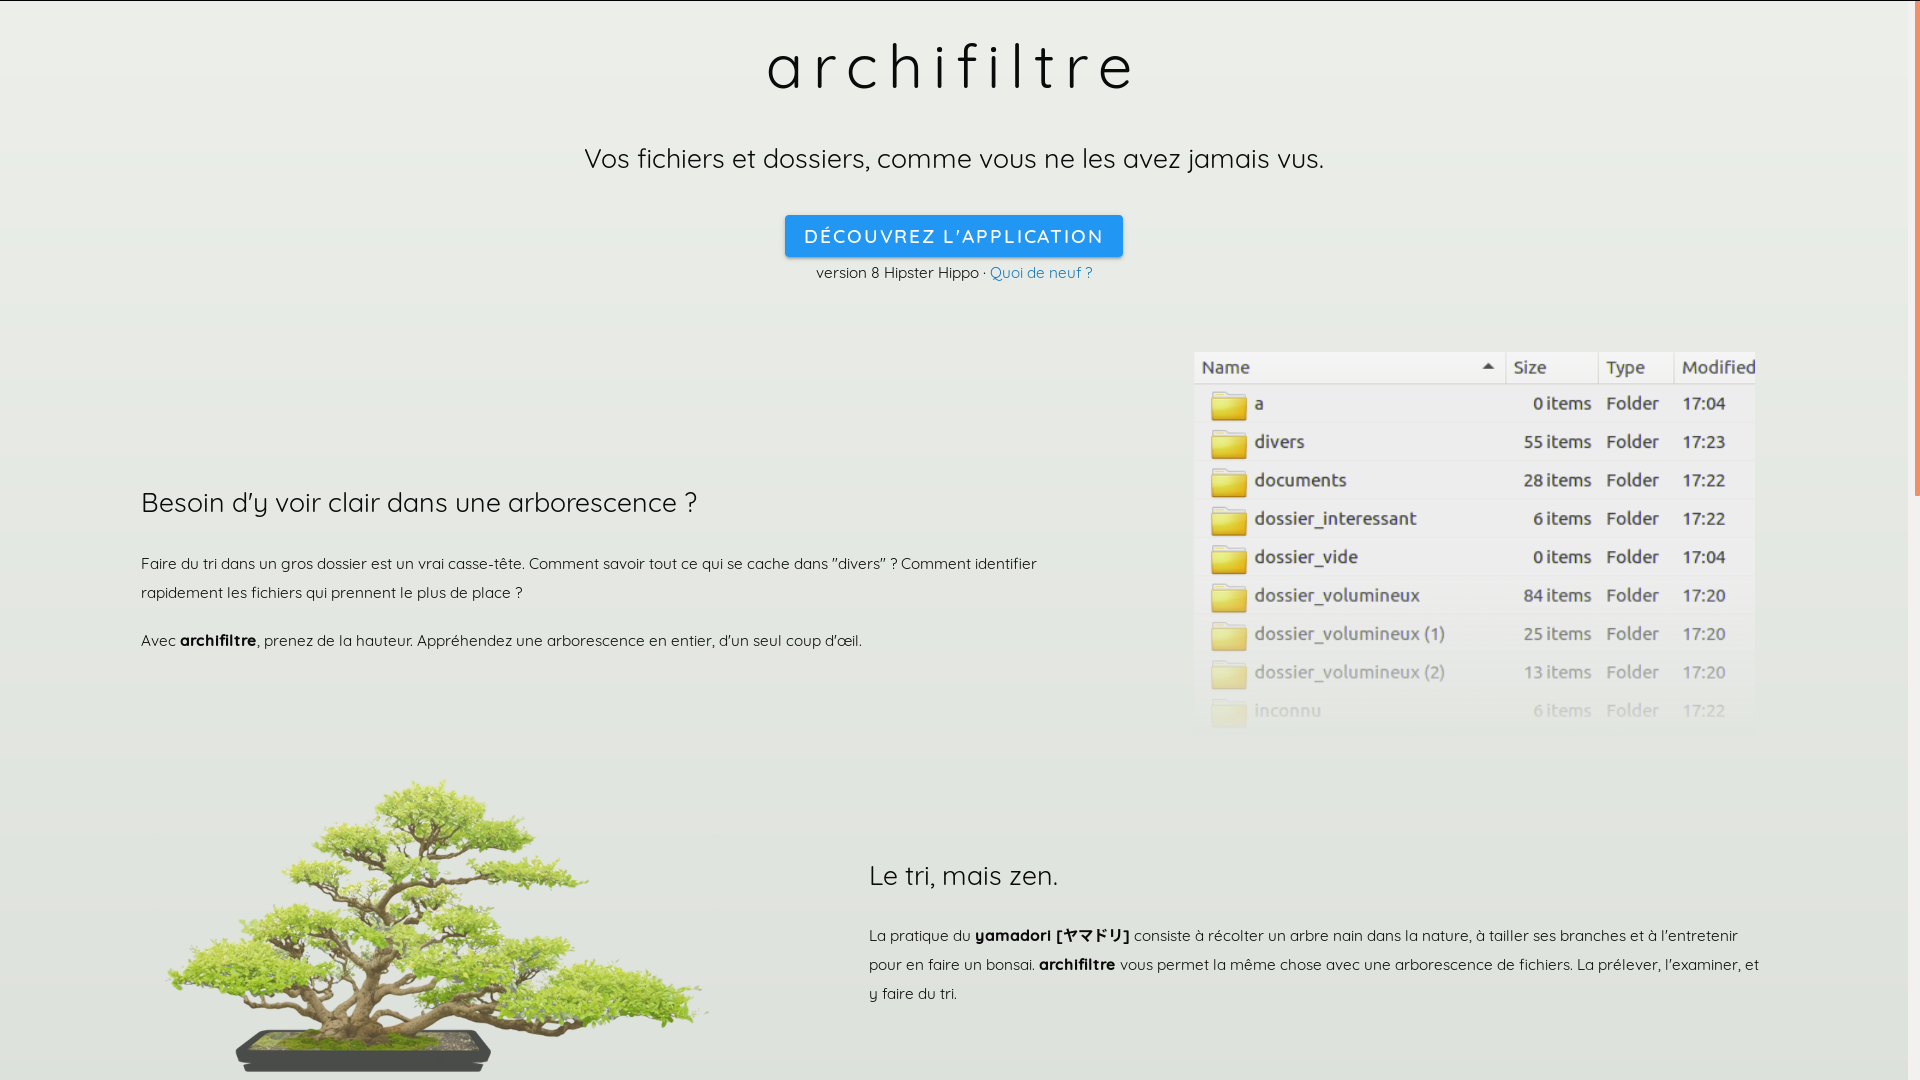 archifiltre
Vos fichiers et dossiers, comme vous ne les avez jamais vus.
DÉCOUVREZ L'APPLICATION
version 8 Hipster Hippo · Quoi de neuf ?
Name Size Type Modified
a 0 items Folder 17:04
divers 55 items Folder 17:23
documents 28 items Folder 17:22
dossier_interessant 6 items Folder 17:22
dossier_vide 0 items Folder 17:04
dossier_volumineux 84 items Folder 17:20
dossier_volumineux (1) 25 items Folder 17:20
dossier_volumineux (2) 13 items Folder 17:20
inconnu 6 items Folder 17:22
Besoin d'y voir clair dans une arborescence ?
Faire du tri dans un gros dossier est un vrai casse-tête. Comment savoir tout ce qui se cache dans "divers" ? Comment identifier
rapidement les fichiers qui prennent le plus de place ?
Avec archifiltre, prenez de la hauteur. Appréhendez une arborescence en entier, d'un seul coup d'œil.
Le tri, mais zen.
La pratique du yamadori [ヤマドリ] consiste à récolter un arbre nain dans la nature, à tailler ses branches et à l'entretenir
pour en faire un bonsai. archifiltre vous permet la même chose avec une arborescence de fichiers. La prélever, l'examiner, et
y faire du tri.